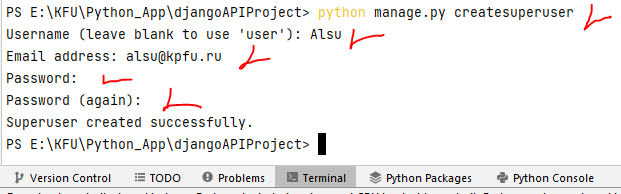 PS E:\KFU\Python_App\djangoAPIProject> python manage.py createsuperuser
Username (leave blank to use 'user'): Alsu
Email address: alsu@kpfu.ru
Password:
Password (again):
Superuser created successfully.
PS E:\KFU\Python_App\djangoAPIProject>
Version Control TODO Problems Terminal Python Packages Python Console